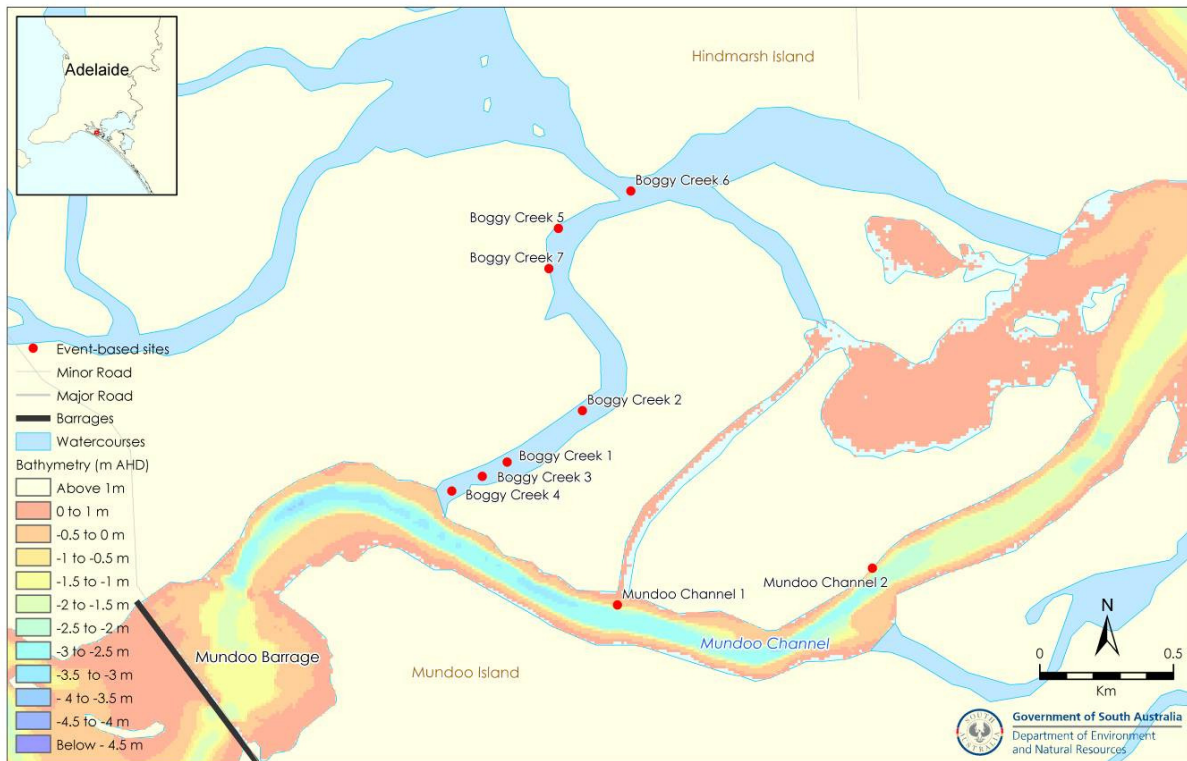 Adelaide
Hindmarsh Island
Boggy Creek 6
Boggy Creek 5
Boggy Creek 7
Boggy Creek 2
Boggy Creek 1
Boggy Creek 3
Boggy Creek 4
Mundoo Channel 2
Mundoo Channel 1
Mundoo Channel
Mundoo Barrage
Mundoo Island
Event-based sites
Minor Road
Major Road
Barrages
Watercourses
Bathymetry (m AHD)
Above 1m
0 to 1 m
-0.5 to 0 m
-1 to -0.5 m
-1.5 to -1 m
-2 to -1.5 m
-2.5 to -2 m
-3 to -2.5 m
-3.5 to -3 m
- 4 to -3.5 m
-4.5 to -4 m
Below - 4.5 m
N
0 0.5
Km
SOUTH AUSTRALIA
Government of South Australia
Department of Environment
and Natural Resources